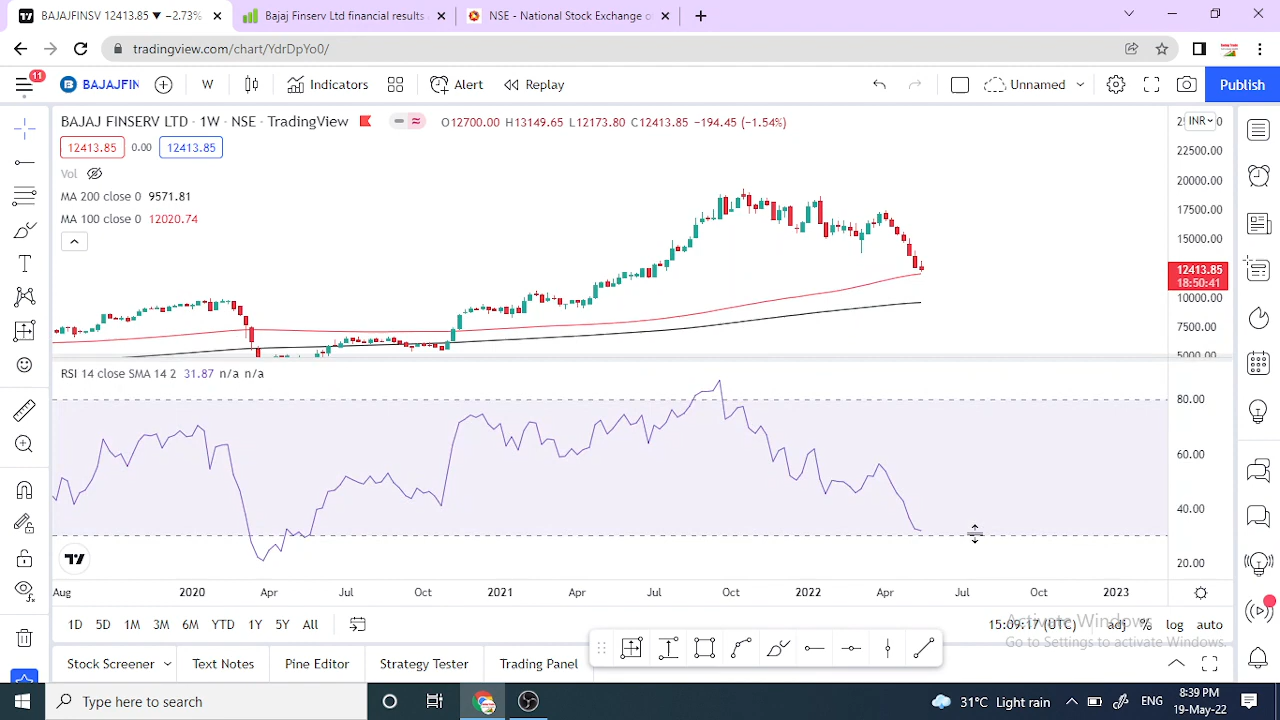 BAJAJFINSV 12413.85 ▼ −2.73%
Bajaj Finserv Ltd financial results
NSE - National Stock Exchange o
tradingview.com/chart/YdrDpYo0/
11
BAJAJFIN
W
Indicators
Alert
Replay
Unnamed
Publish
BAJAJ FINSERV LTD · 1W · NSE · TradingView
O12700.00 H13149.65 L12173.80 C12413.85 −194.45 (−1.54%)
INR
12413.85 0.00 12413.85
Vol
MA 200 close 0 9571.81
MA 100 close 0 12020.74
22500.00
20000.00
17500.00
15000.00
12413.85
18:50:41
10000.00
7500.00
5000.00
RSI 14 close SMA 14 2 31.87 n/a n/a
80.00
60.00
40.00
20.00
Aug 2020 Apr Jul Oct 2021 Apr Jul Oct 2022 Apr Jul Oct 2023
1D 5D 1M 3M 6M YTD 1Y 5Y All
15:09:17 (UTC) adj % log auto
Activate Windows
Go to Settings to activate Windows.
Stock Screener Text Notes Pine Editor Strategy Tester Trading Panel
Type here to search
31°C Light rain
ENG
8:39 PM
19-May-22